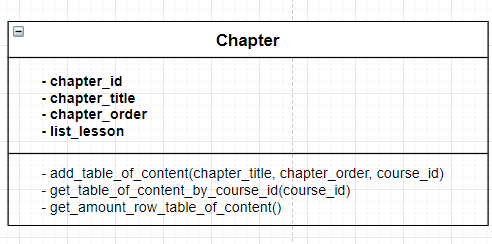 Chapter
- chapter_id
- chapter_title
- chapter_order
- list_lesson
- add_table_of_content(chapter_title, chapter_order, course_id)
- get_table_of_content_by_course_id(course_id)
- get_amount_row_table_of_content()